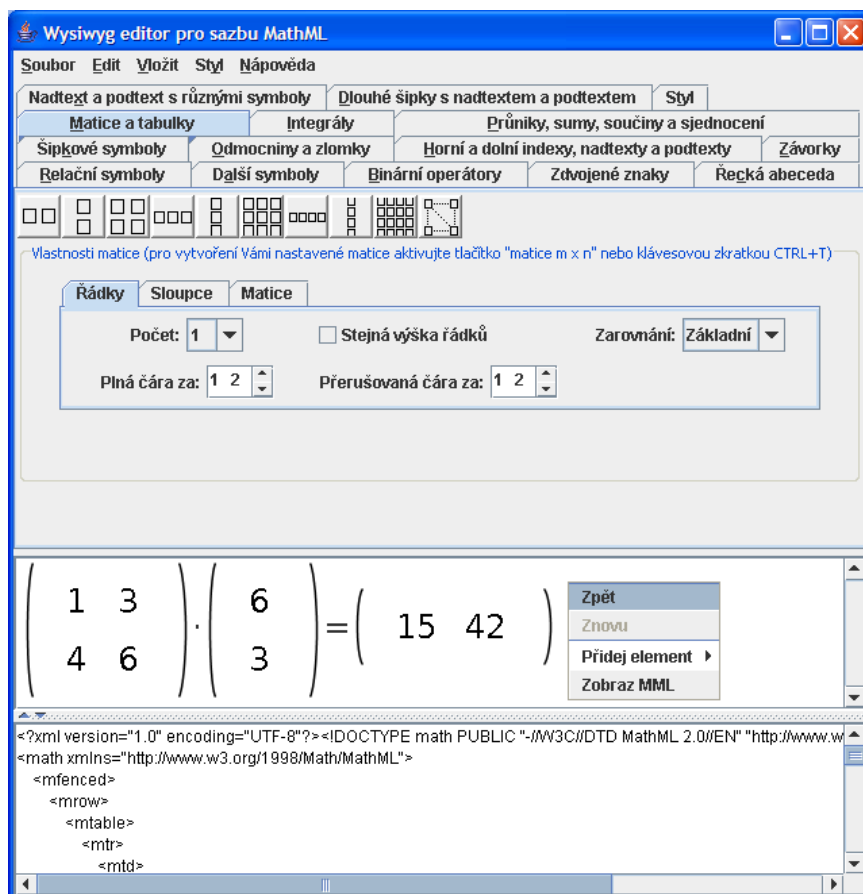 Wysiwyg editor pro sazbu MathML
Soubor Edit Vložit Styl Nápověda
Nadtext a podtext s různými symboly Dlouhé šipky s nadtextem a podtextem Styl
Matice a tabulky Integrály Průniky, sumy, součiny a sjednocení
Šipkové symboly Odmocniny a zlomky Horní a dolní indexy, nadtexty a podtexty Závorky
Relační symboly Další symboly Binární operátory Zdvojené znaky Řecká abeceda
Vlastnosti matice (pro vytvoření Vámi nastavené matice aktivujte tlačítko "matice m x n" nebo klávesovou zkratkou CTRL+T)
Řádky Sloupce Matice
Počet: 1 Stejná výška řádků Zarovnání: Základní
Plná čára za: 1 2 Přerušovaná čára za: 1 2
( 1 3 ) · ( 6 ) = ( 15 42 )
4 6 3
Zpět
Znovu
Přidej element
Zobraz MML
<?xml version="1.0" encoding="UTF-8"?><!DOCTYPE math PUBLIC "-//W3C//DTD MathML 2.0//EN" "http://www.w
<math xmlns="http://www.w3.org/1998/Math/MathML">
<mfenced>
<mrow>
<mtable>
<mtr>
<mtd>